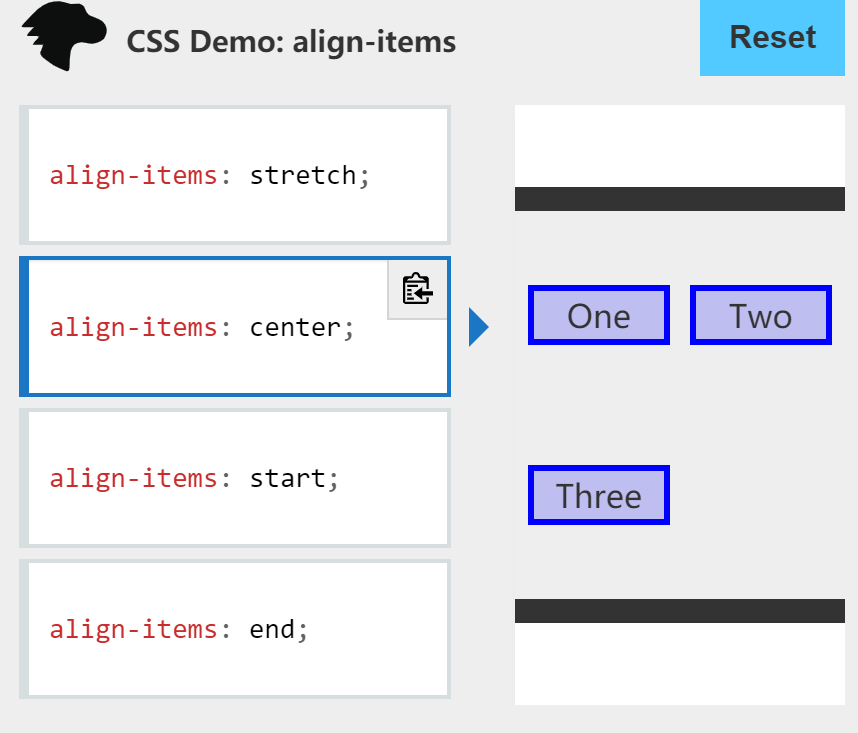 CSS Demo: align-items
Reset
align-items: stretch;
align-items: center;
align-items: start;
align-items: end;
One
Two
Three